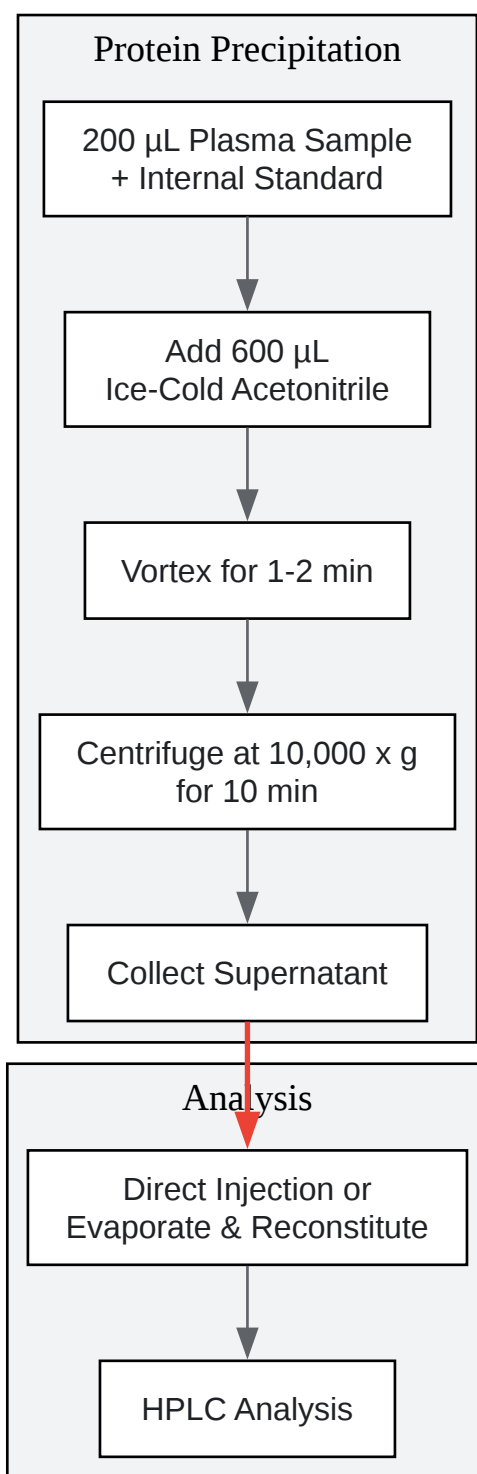 Protein Precipitation
200 µL Plasma Sample
+ Internal Standard
Add 600 µL
Ice-Cold Acetonitrile
Vortex for 1-2 min
Centrifuge at 10,000 x g
for 10 min
Collect Supernatant
Analysis
Direct Injection or
Evaporate & Reconstitute
HPLC Analysis